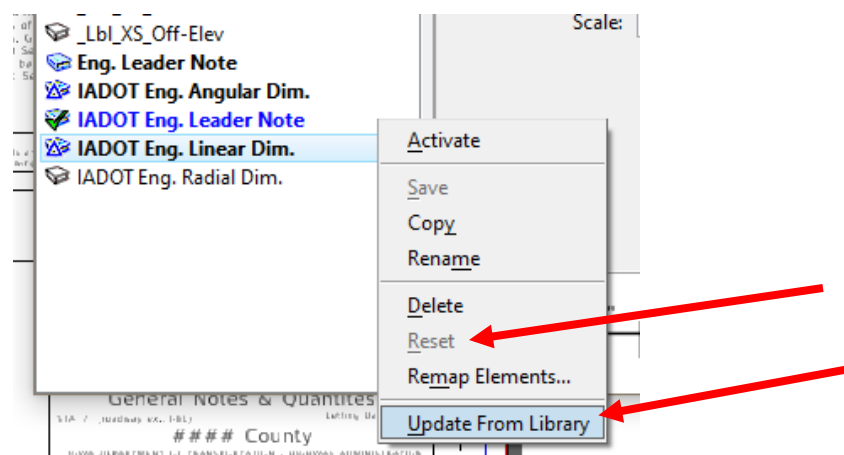 _Lbl_XS_Off-Elev
Scale:
Eng. Leader Note
IADOT Eng. Angular Dim.
IADOT Eng. Leader Note
IADOT Eng. Linear Dim.
IADOT Eng. Radial Dim.
Activate
Save
Copy
Rename
Delete
Reset
Remap Elements...
Update From Library
General Notes & Quantites
#### County